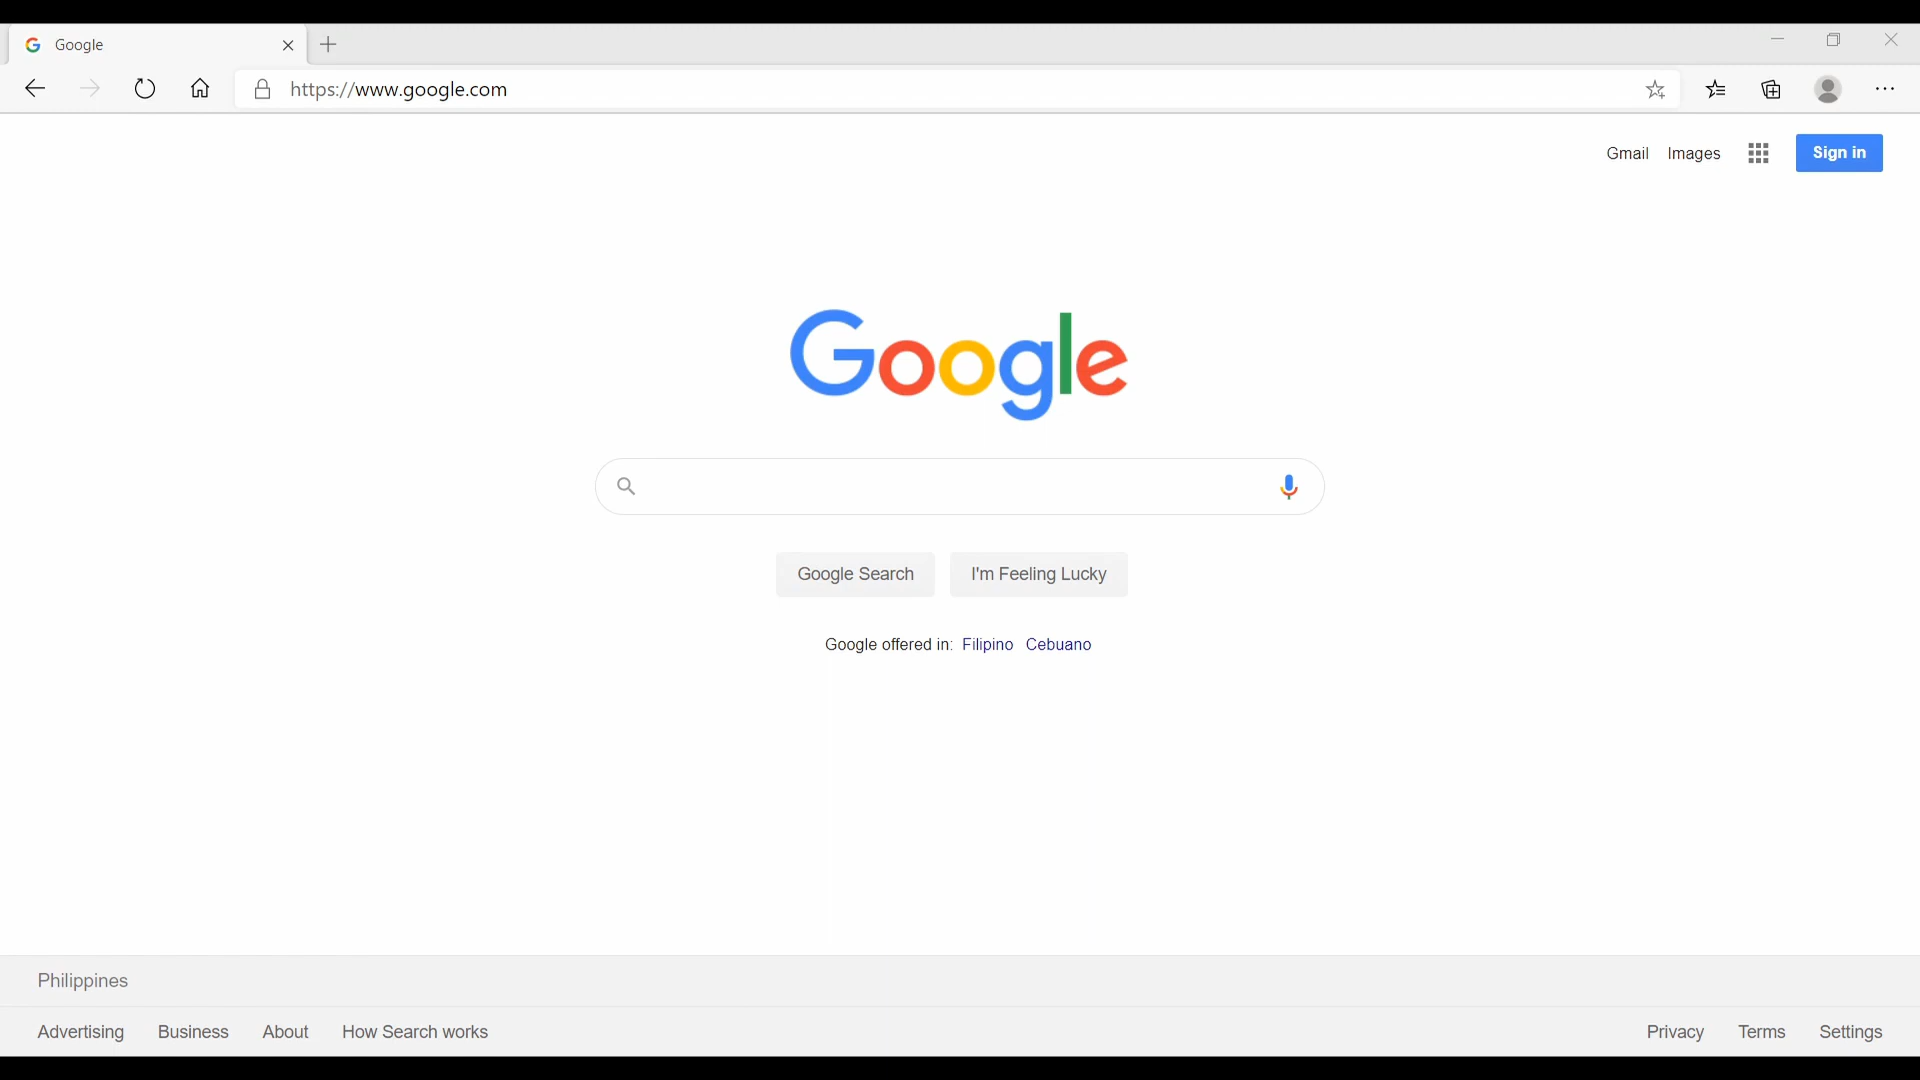 Google
https://www.google.com
Gmail Images Sign in
Google
Google Search I'm Feeling Lucky
Google offered in: Filipino Cebuano
Philippines
Advertising Business About How Search works Privacy Terms Settings